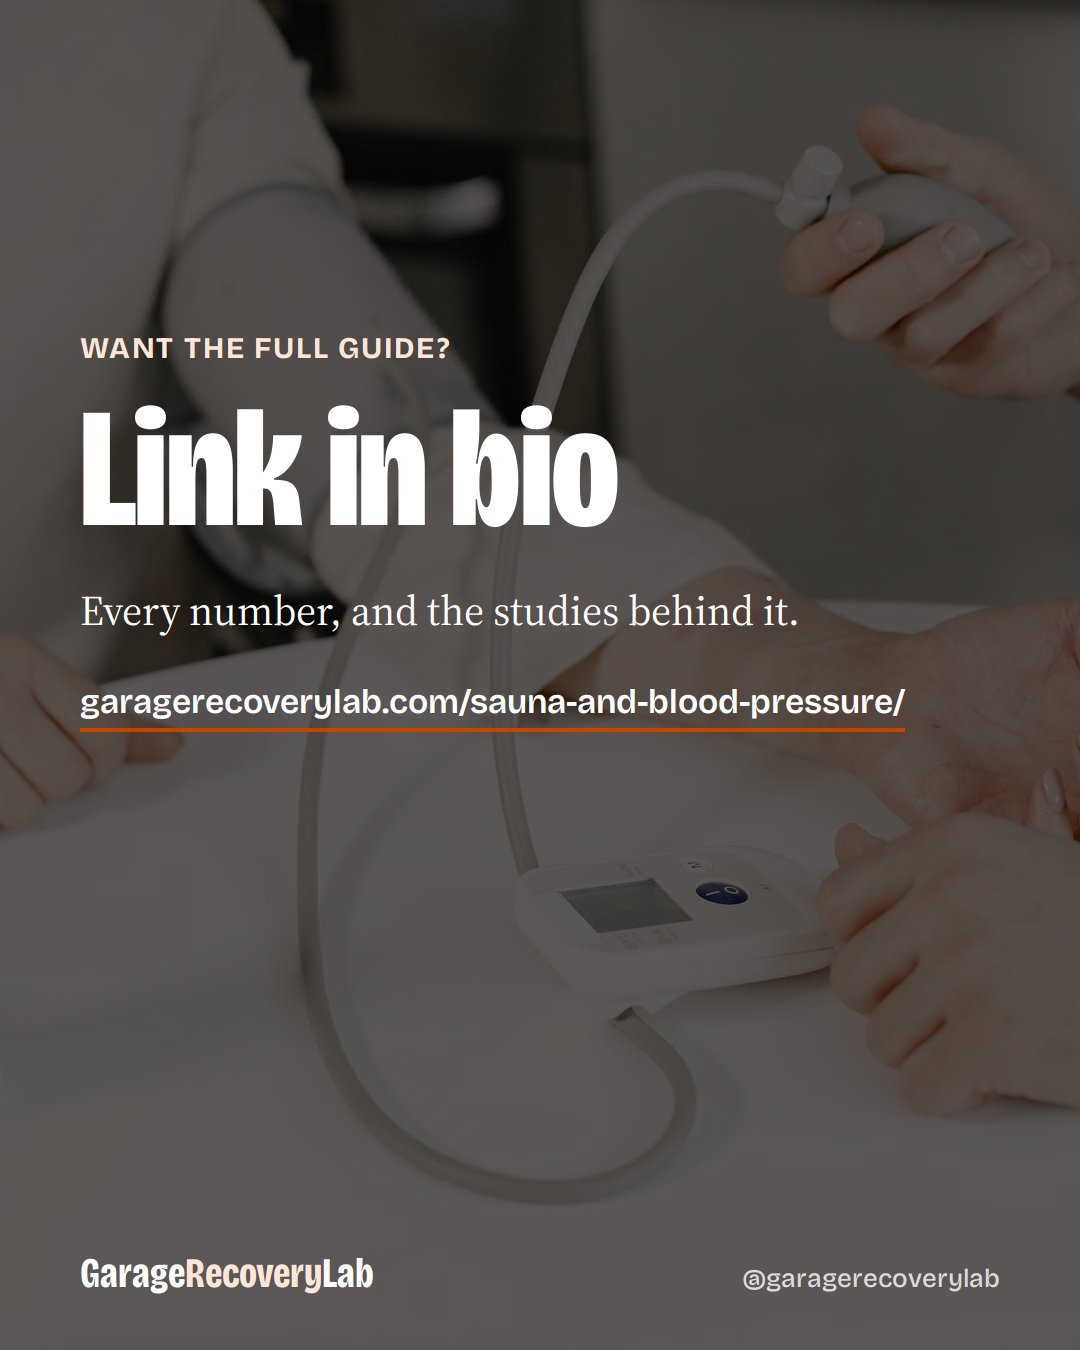 WANT THE FULL GUIDE?
Link in bio
Every number, and the studies behind it.
garagerecoverylab.com/sauna-and-blood-pressure/
GarageRecoveryLab
@garagerecoverylab